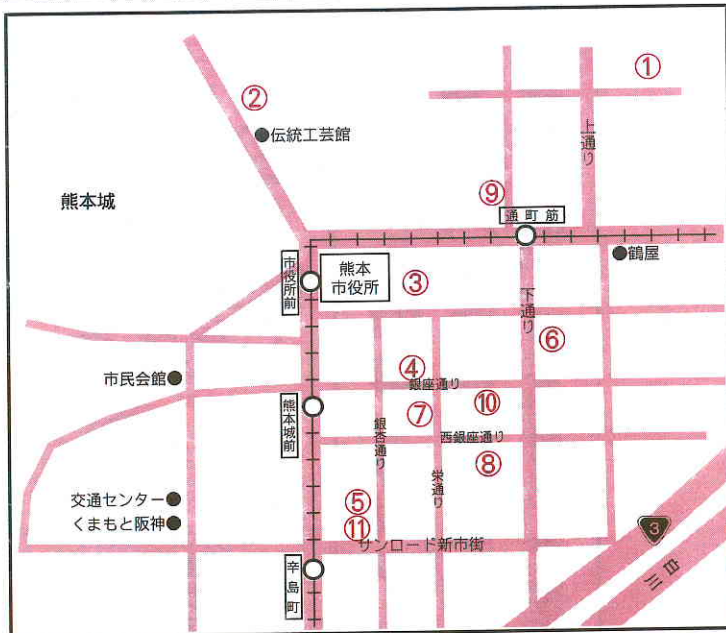 ①
②
伝統工芸館
上通り
熊本城
⑨
通町筋
鶴屋
市役所前
熊本
市役所
③
下通り
⑥
市民会館
④
銀座通り
⑩
熊本城前
銀杏通り
⑦
西銀座通り
栄通り
⑧
交通センター
くまもと阪神
⑤
⑪
サンロード新市街
3
白川
辛島町